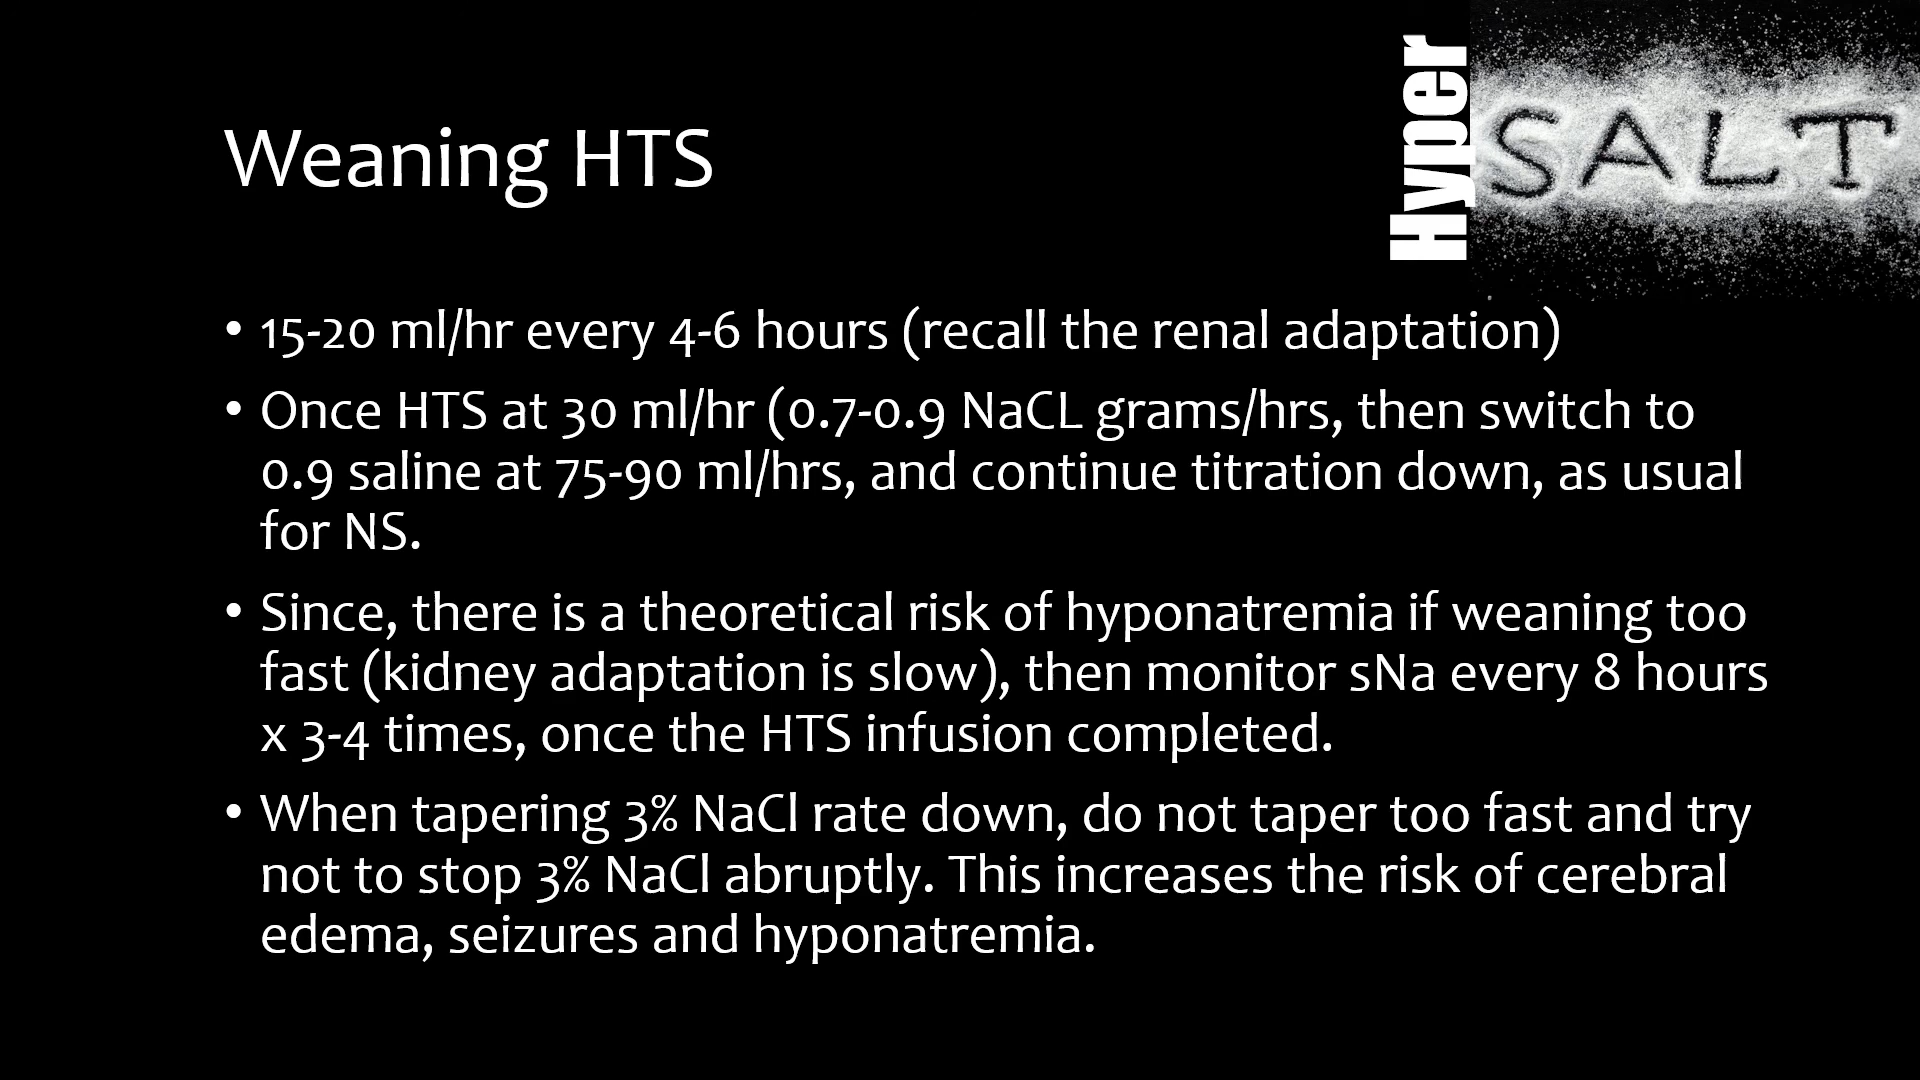 Hyper
SALT
Weaning HTS
• 15-20 ml/hr every 4-6 hours (recall the renal adaptation)
• Once HTS at 30 ml/hr (0.7-0.9 NaCL grams/hrs, then switch to
0.9 saline at 75-90 ml/hrs, and continue titration down, as usual
for NS.
• Since, there is a theoretical risk of hyponatremia if weaning too
fast (kidney adaptation is slow), then monitor sNa every 8 hours
x 3-4 times, once the HTS infusion completed.
• When tapering 3% NaCl rate down, do not taper too fast and try
not to stop 3% NaCl abruptly. This increases the risk of cerebral
edema, seizures and hyponatremia.